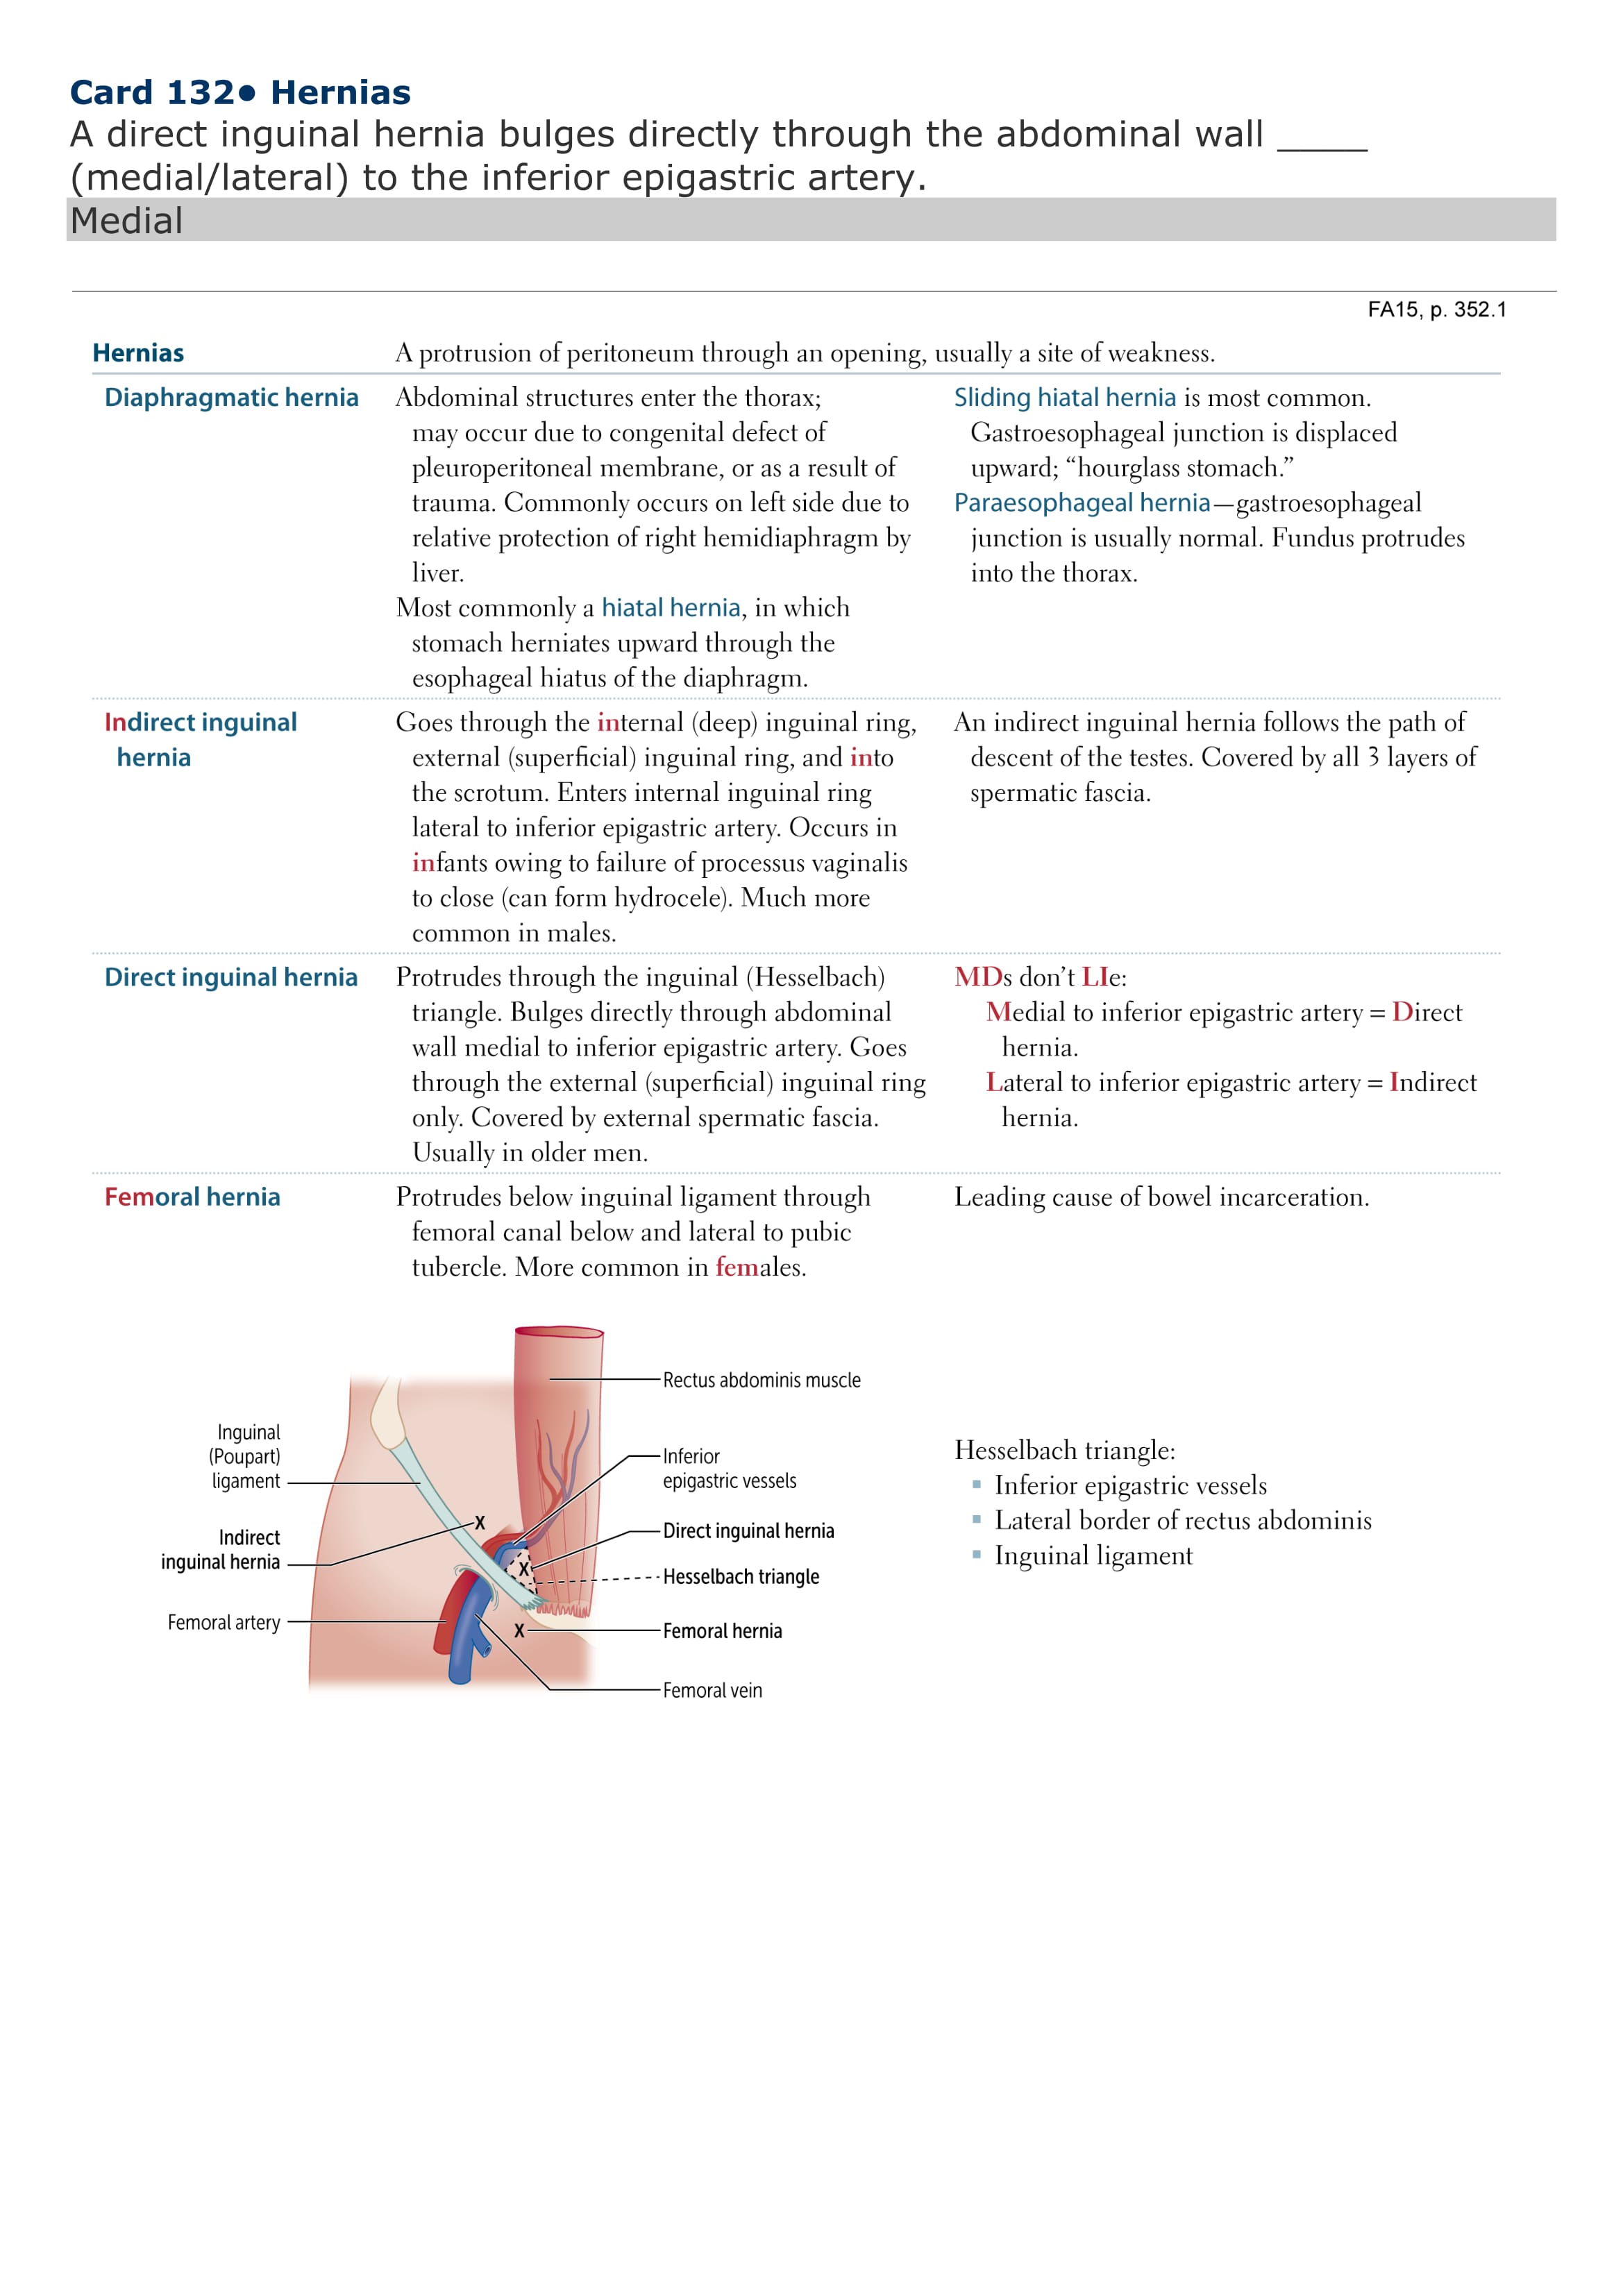 Card 132• Hernias
A direct inguinal hernia bulges directly through the abdominal wall _____
(medial/lateral) to the inferior epigastric artery.
Medial
FA15, p. 352.1
Hernias
A protrusion of peritoneum through an opening, usually a site of weakness.
Diaphragmatic hernia
Abdominal structures enter the thorax;
may occur due to congenital defect of
pleuroperitoneal membrane, or as a result of
trauma. Commonly occurs on left side due to
relative protection of right hemidiaphragm by
liver.
Most commonly a hiatal hernia, in which
stomach herniates upward through the
esophageal hiatus of the diaphragm.
Sliding hiatal hernia is most common.
Gastroesophageal junction is displaced
upward; “hourglass stomach.”
Paraesophageal hernia—gastroesophageal
junction is usually normal. Fundus protrudes
into the thorax.
Indirect inguinal
hernia
Goes through the internal (deep) inguinal ring,
external (superficial) inguinal ring, and into
the scrotum. Enters internal inguinal ring
lateral to inferior epigastric artery. Occurs in
infants owing to failure of processus vaginalis
to close (can form hydrocele). Much more
common in males.
An indirect inguinal hernia follows the path of
descent of the testes. Covered by all 3 layers of
spermatic fascia.
Direct inguinal hernia
Protrudes through the inguinal (Hesselbach)
triangle. Bulges directly through abdominal
wall medial to inferior epigastric artery. Goes
through the external (superficial) inguinal ring
only. Covered by external spermatic fascia.
Usually in older men.
MDs don’t LIe:
Medial to inferior epigastric artery = Direct
hernia.
Lateral to inferior epigastric artery = Indirect
hernia.
Femoral hernia
Protrudes below inguinal ligament through
femoral canal below and lateral to pubic
tubercle. More common in females.
Leading cause of bowel incarceration.
Inguinal
(Poupart)
ligament
Indirect
inguinal hernia
Femoral artery
X
X
X
Rectus abdominis muscle
Inferior
epigastric vessels
Direct inguinal hernia
Hesselbach triangle
Femoral hernia
Femoral vein
Hesselbach triangle:
▪ Inferior epigastric vessels
▪ Lateral border of rectus abdominis
▪ Inguinal ligament